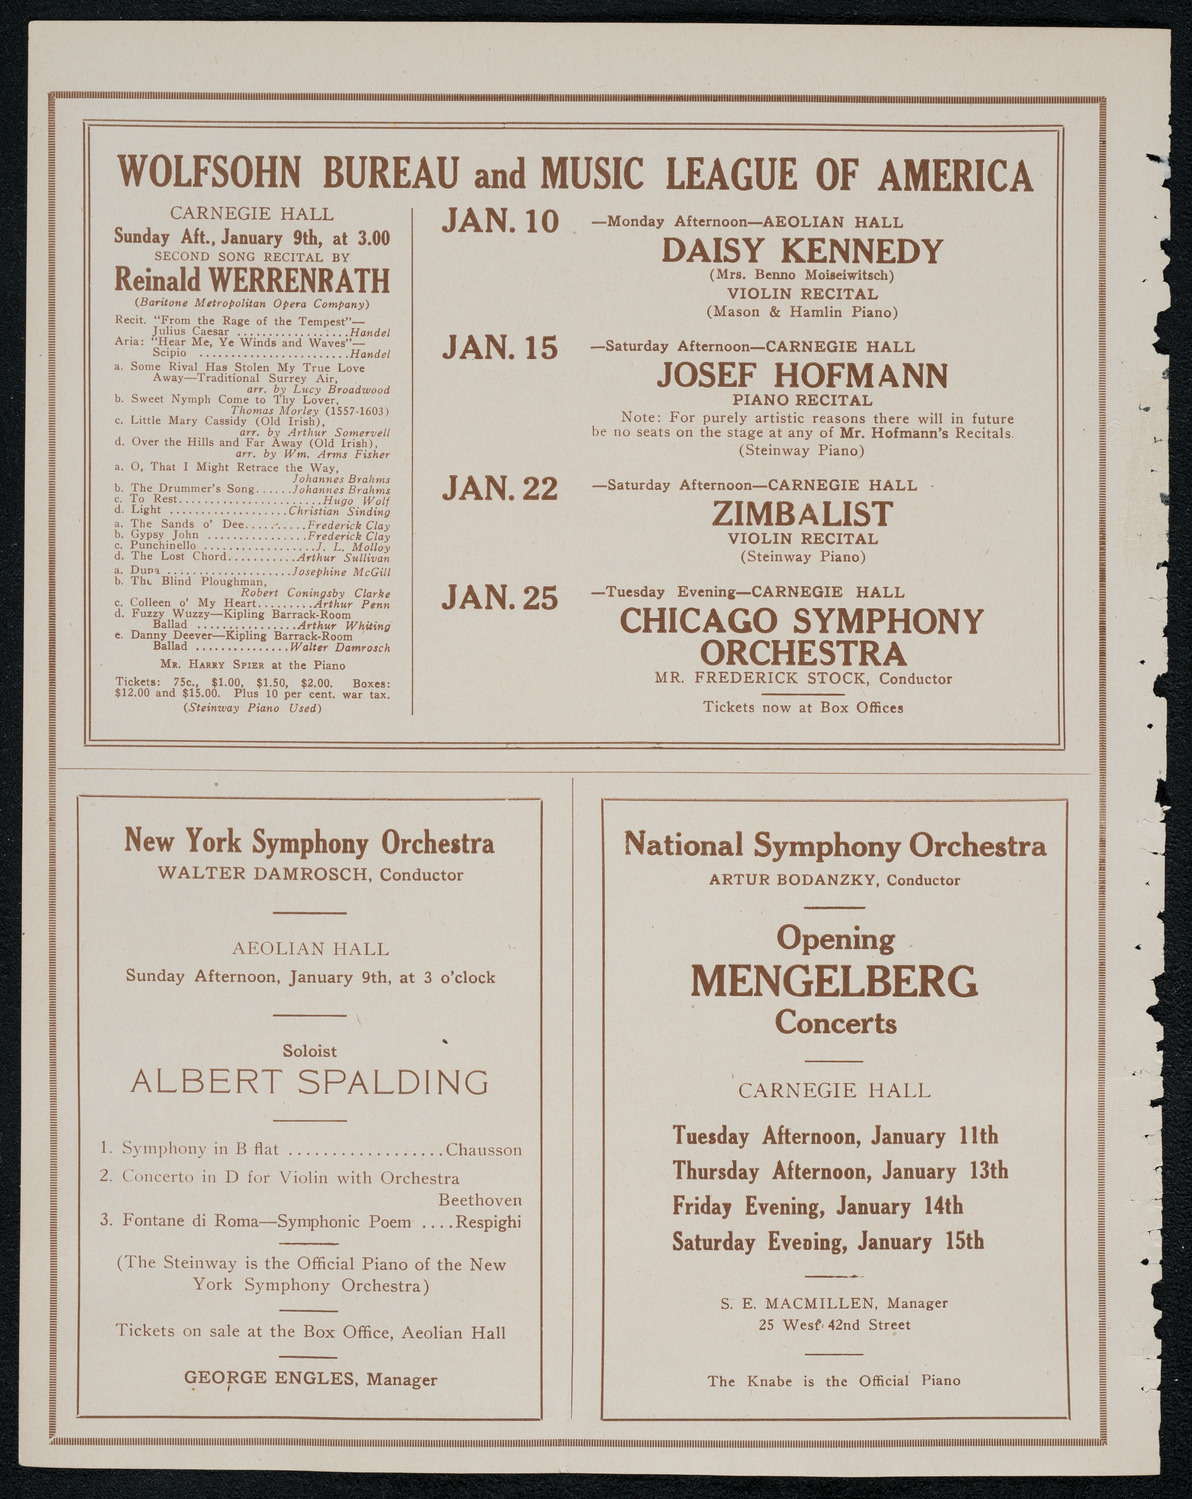 WOLFSOHN BUREAU and MUSIC LEAGUE OF AMERICA
CARNEGIE HALL
Sunday Aft., January 9th, at 3.00
SECOND SONG RECITAL BY
Reinald WERRENRATH
(Baritone Metropolitan Opera Company)
Recit. "From the Rage of the Tempest"—
Julius Caesar .................Handel
Aria: "Hear Me, Ye Winds and Waves"—
Scipio .......................Handel
a. Some Rival Has Stolen My True Love
Away—Traditional Surrey Air,
arr. by Lucy Broadwood
b. Sweet Nymph Come to Thy Lover,
Thomas Morley (1557-1603)
c. Little Mary Cassidy (Old Irish),
arr. by Arthur Somervell
d. Over the Hills and Far Away (Old Irish),
arr. by Wm. Arms Fisher
a. O, That I Might Retrace the Way,
Johannes Brahms
b. The Drummer's Song......Johannes Brahms
c. To Rest......................Hugo Wolf
d. Light ..................Christian Sinding
a. The Sands o' Dee..........Frederick Clay
b. Gypsy John ...............Frederick Clay
c. Punchinello .................J. L. Molloy
d. The Lost Chord...........Arthur Sullivan
a. Duna ...................Josephine McGill
b. The Blind Ploughman,
Robert Coningsby Clarke
c. Colleen o' My Heart.........Arthur Penn
d. Fuzzy Wuzzy—Kipling Barrack-Room
Ballad ...............Arthur Whiting
e. Danny Deever—Kipling Barrack-Room
Ballad ..............Walter Damrosch
MR. HARRY SPIER at the Piano
Tickets: 75c., $1.00, $1.50, $2.00. Boxes:
$12.00 and $15.00. Plus 10 per cent. war tax.
(Steinway Piano Used)
JAN. 10 —Monday Afternoon—AEOLIAN HALL
DAISY KENNEDY
(Mrs. Benno Moiseiwitsch)
VIOLIN RECITAL
(Mason & Hamlin Piano)
JAN. 15 —Saturday Afternoon—CARNEGIE HALL
JOSEF HOFMANN
PIANO RECITAL
Note: For purely artistic reasons there will in future
be no seats on the stage at any of Mr. Hofmann's Recitals.
(Steinway Piano)
JAN. 22 —Saturday Afternoon—CARNEGIE HALL
ZIMBALIST
VIOLIN RECITAL
(Steinway Piano)
JAN. 25 —Tuesday Evening—CARNEGIE HALL
CHICAGO SYMPHONY
ORCHESTRA
MR. FREDERICK STOCK, Conductor
Tickets now at Box Offices
New York Symphony Orchestra
WALTER DAMROSCH, Conductor
AEOLIAN HALL
Sunday Afternoon, January 9th, at 3 o'clock
Soloist
ALBERT SPALDING
1. Symphony in B flat .................Chausson
2. Concerto in D for Violin with Orchestra
Beethoven
3. Fontane di Roma—Symphonic Poem ....Respighi
(The Steinway is the Official Piano of the New
York Symphony Orchestra)
Tickets on sale at the Box Office, Aeolian Hall
GEORGE ENGLES, Manager
National Symphony Orchestra
ARTUR BODANZKY, Conductor
Opening
MENGELBERG
Concerts
CARNEGIE HALL
Tuesday Afternoon, January 11th
Thursday Afternoon, January 13th
Friday Evening, January 14th
Saturday Evening, January 15th
S. E. MACMILLEN, Manager
25 West 42nd Street
The Knabe is the Official Piano